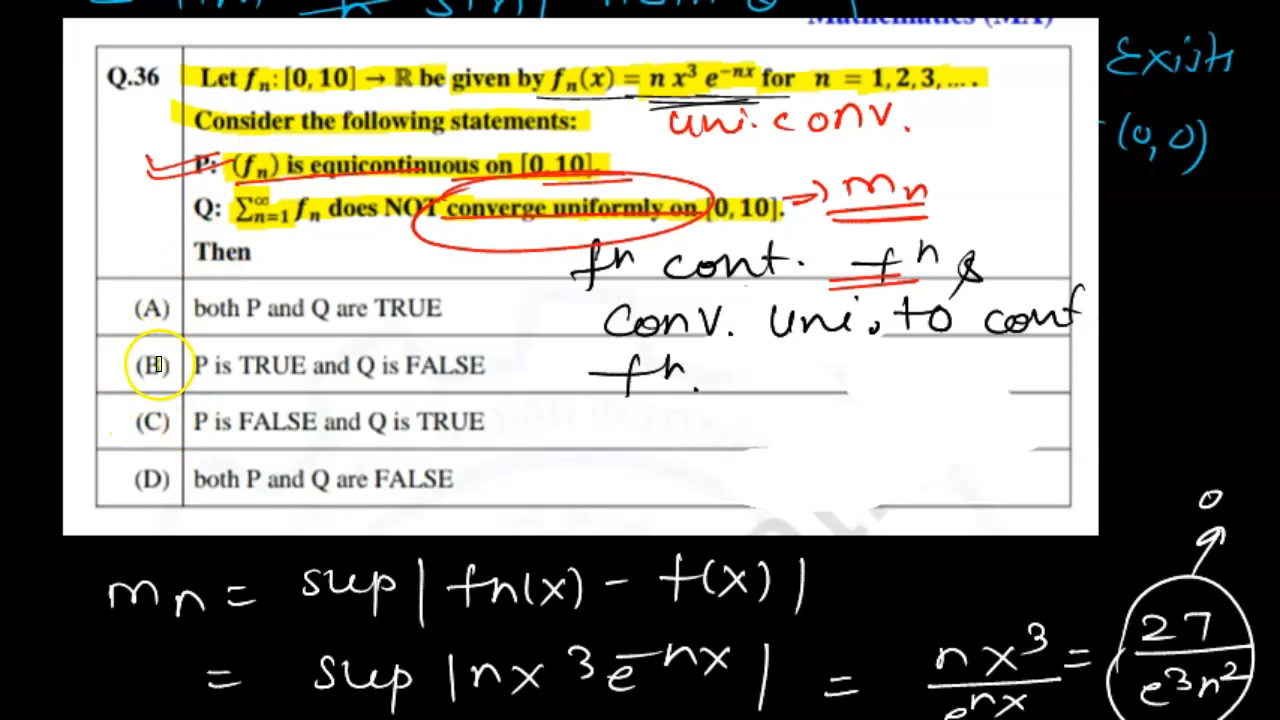 Mathematics (MA)
Exists
(0,0)
Q.36 Let fₙ: [0, 10] → ℝ be given by fₙ(x) = n x³ e⁻ⁿˣ for n = 1, 2, 3, … .
Consider the following statements:
uni. conv.
P: (fₙ) is equicontinuous on [0, 10].
Q: ∑ₙ₌₁^∞ fₙ does NOT converge uniformly on [0, 10]. → mₙ
Then
fⁿ cont. fⁿ &
conv. uni. to cont
fⁿ.
(A) both P and Q are TRUE
(B) P is TRUE and Q is FALSE
(C) P is FALSE and Q is TRUE
(D) both P and Q are FALSE
0
mₙ = sup | fn(x) - f(x) |
= sup |nx³e⁻ⁿˣ| = nx³/eⁿˣ = 27/e³n²